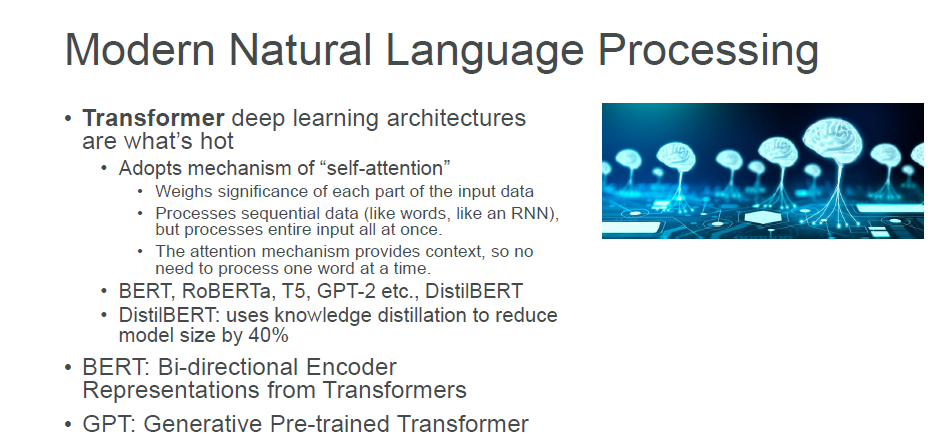 Modern Natural Language Processing
• Transformer deep learning architectures
are what's hot
• Adopts mechanism of “self-attention”
• Weighs significance of each part of the input data
• Processes sequential data (like words, like an RNN),
but processes entire input all at once.
• The attention mechanism provides context, so no
need to process one word at a time.
• BERT, RoBERTa, T5, GPT-2 etc., DistilBERT
• DistilBERT: uses knowledge distillation to reduce
model size by 40%
• BERT: Bi-directional Encoder
Representations from Transformers
• GPT: Generative Pre-trained Transformer